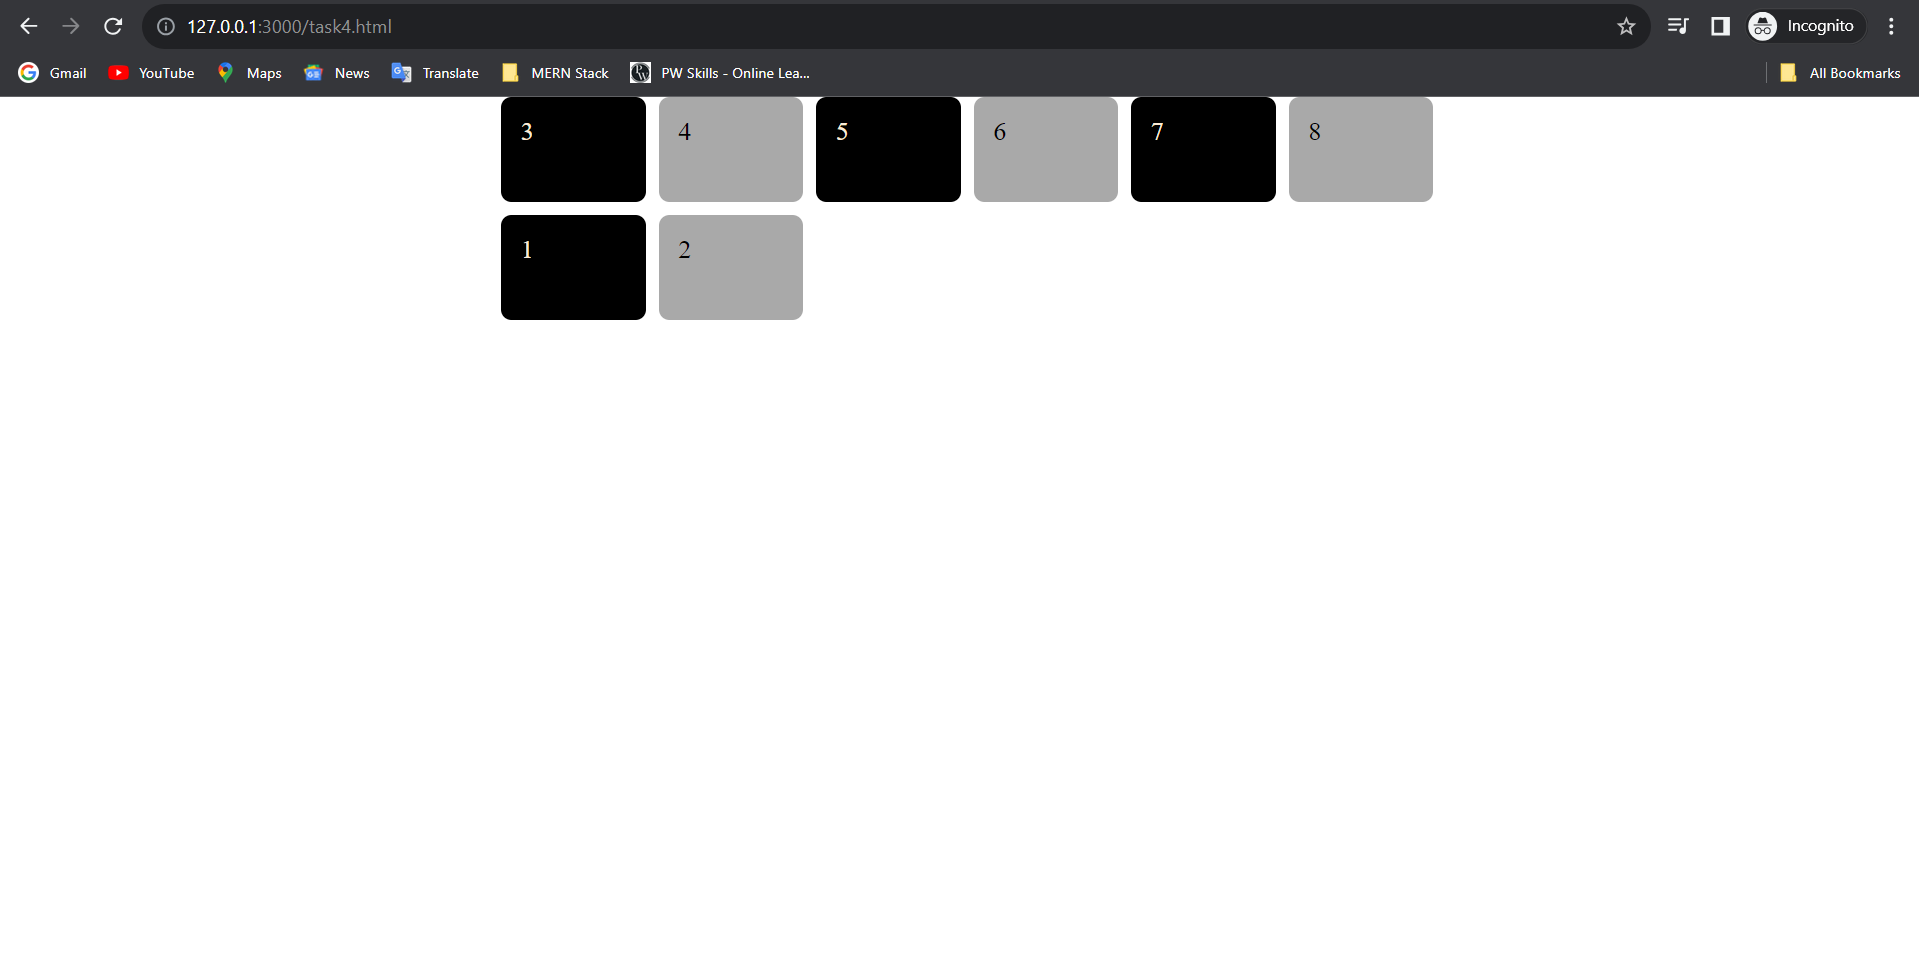 127.0.0.1:3000/task4.html Incognito
Gmail YouTube Maps News Translate MERN Stack PW Skills - Online Lea... All Bookmarks
3 4 5 6 7 8
1 2